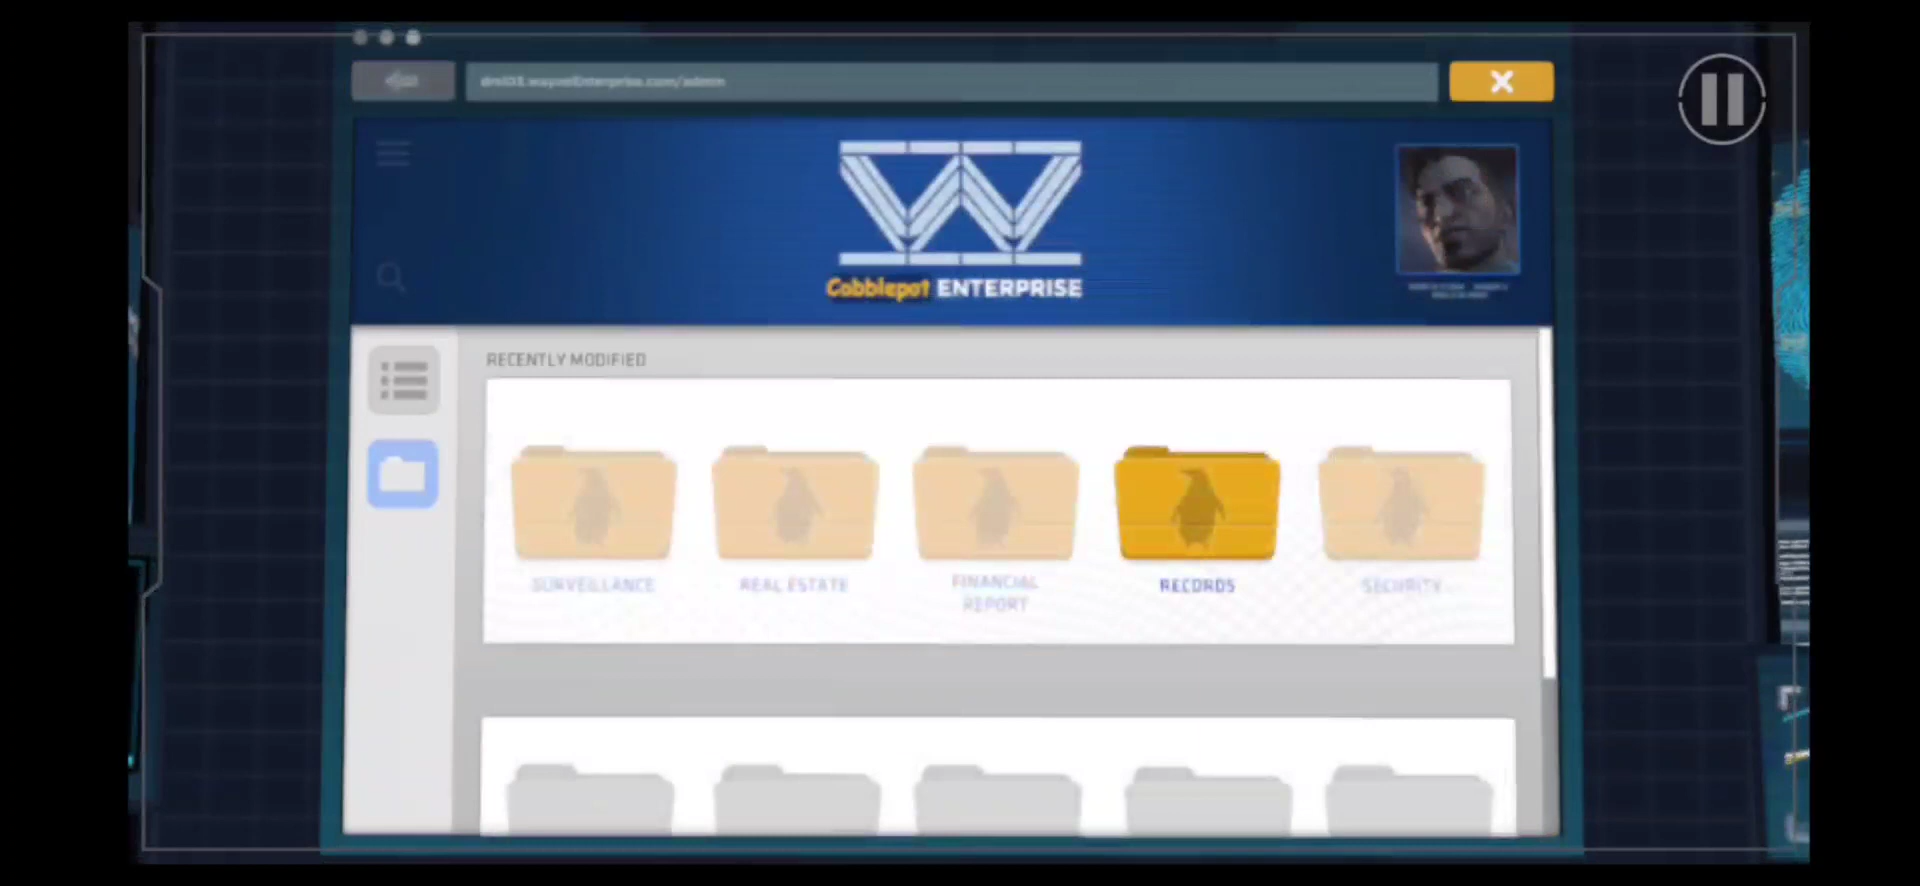 Cobblepot ENTERPRISE
RECENTLY MODIFIED
SURVEILLANCE
REAL ESTATE
FINANCIAL
REPORT
RECORDS
SECURITY